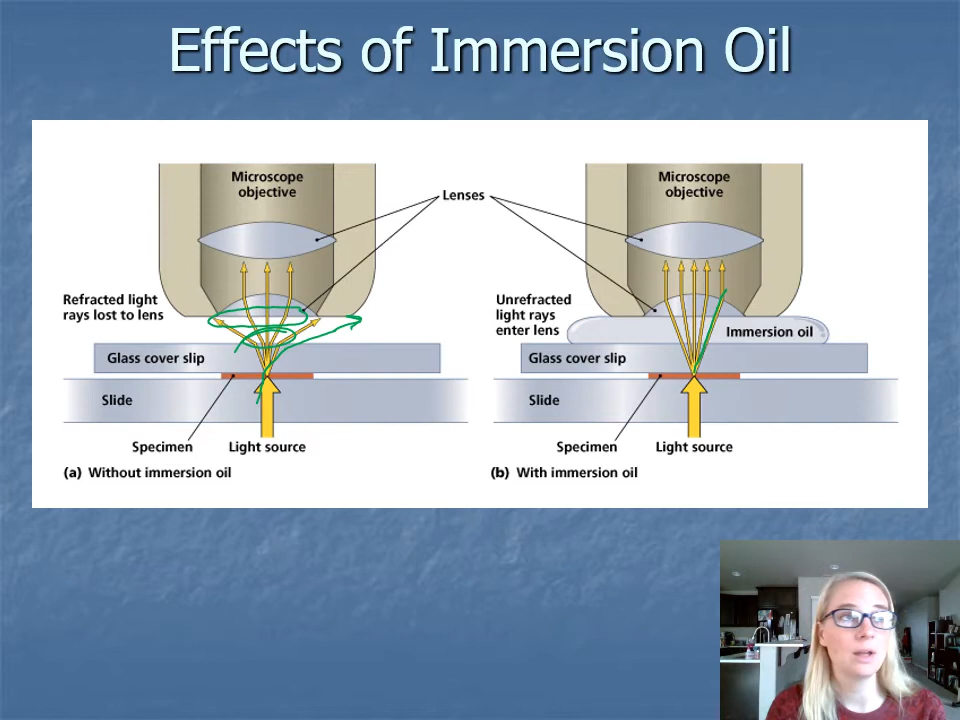 Effects of Immersion Oil
Microscope
objective
Lenses
Microscope
objective
Refracted light
rays lost to lens
Unrefracted
light rays
enter lens
Immersion oil
Glass cover slip
Glass cover slip
Slide
Slide
Specimen
Light source
Specimen
Light source
(a) Without immersion oil
(b) With immersion oil